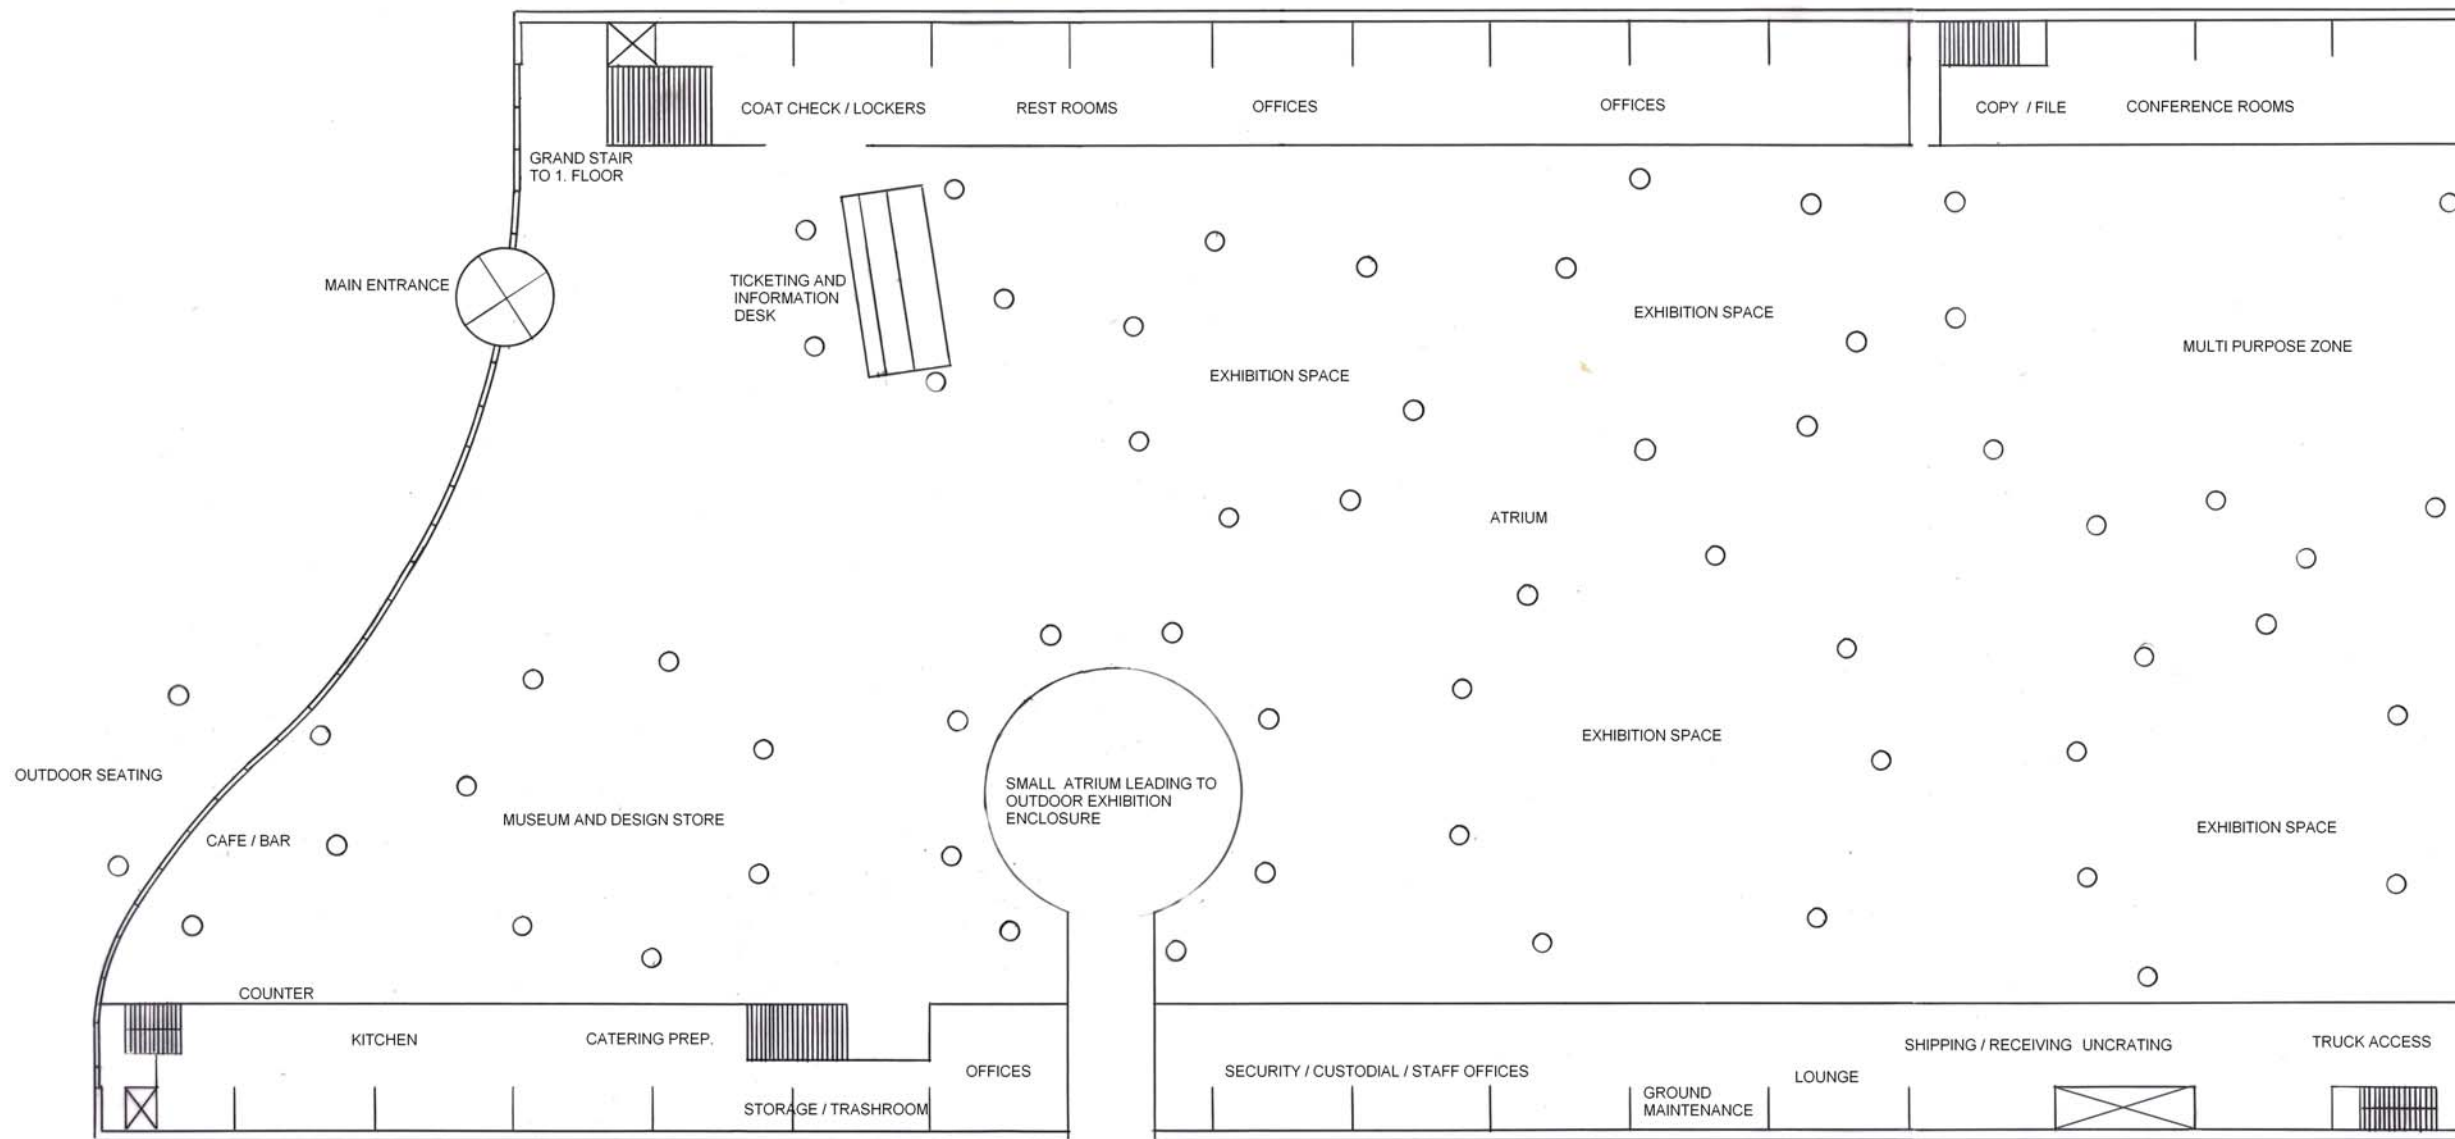 COAT CHECK / LOCKERS
REST ROOMS
OFFICES
OFFICES
COPY / FILE
CONFERENCE ROOMS
GRAND STAIR
TO 1. FLOOR
MAIN ENTRANCE
TICKETING AND
INFORMATION
DESK
EXHIBITION SPACE
MULTI PURPOSE ZONE
EXHIBITION SPACE
ATRIUM
EXHIBITION SPACE
OUTDOOR SEATING
SMALL ATRIUM LEADING TO
OUTDOOR EXHIBITION
ENCLOSURE
MUSEUM AND DESIGN STORE
CAFE / BAR
EXHIBITION SPACE
COUNTER
KITCHEN
CATERING PREP.
OFFICES
SECURITY / CUSTODIAL / STAFF OFFICES
SHIPPING / RECEIVING UNCRATING
TRUCK ACCESS
LOUNGE
GROUND
MAINTENANCE
STORAGE / TRASHROOM